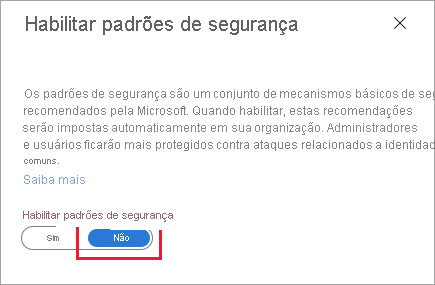 Habilitar padrões de segurança
Os padrões de segurança são um conjunto de mecanismos básicos de
recomendados pela Microsoft. Quando habilitar, estas recomendações
serão impostas automaticamente em sua organização. Administradores
e usuários ficarão mais protegidos contra ataques relacionados a
comuns.
Saiba mais
Habilitar padrões de segurança
Sim
Não